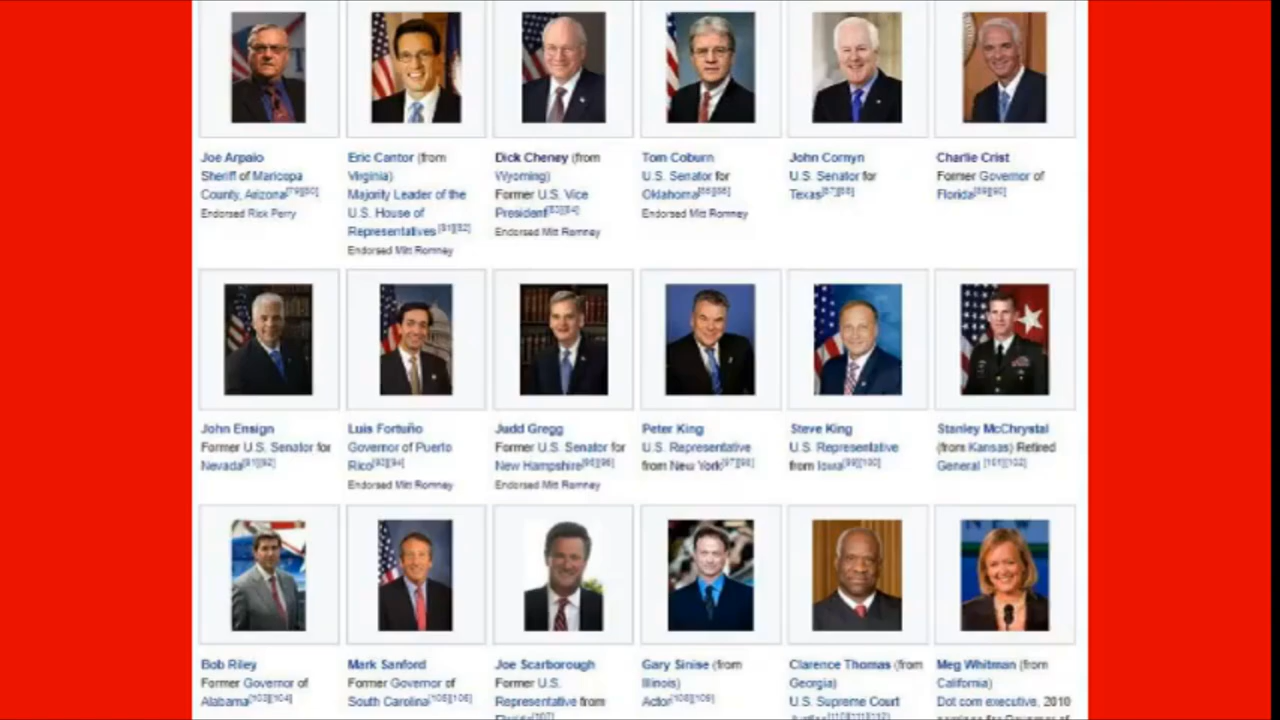 Joe Arpaio
Sheriff of Maricopa
County, Arizona[79][80]
Endorsed Rick Perry
Eric Cantor (from
Virginia)
Majority Leader of the
U.S. House of
Representatives [81][82]
Endorsed Mitt Romney
Dick Cheney (from
Wyoming)
Former U.S. Vice
President[83][84]
Endorsed Mitt Romney
Tom Coburn
U.S. Senator for
Oklahoma[85][86]
Endorsed Mitt Romney
John Cornyn
U.S. Senator for
Texas[87][88]
Charlie Crist
Former Governor of
Florida[89][90]
John Ensign
Former U.S. Senator for
Nevada[91][92]
Luis Fortuño
Governor of Puerto
Rico[93][94]
Endorsed Mitt Romney
Judd Gregg
Former U.S. Senator for
New Hampshire[95][96]
Endorsed Mitt Romney
Peter King
U.S. Representative
from New York[97][98]
Steve King
U.S. Representative
from Iowa[99][100]
Stanley McChrystal
(from Kansas) Retired
General [101][102]
Bob Riley
Former Governor of
Alabama[103][104]
Mark Sanford
Former Governor of
South Carolina[105][106]
Joe Scarborough
Former U.S.
Representative from
Florida[107]
Gary Sinise (from
Illinois)
Actor[108][109]
Clarence Thomas (from
Georgia)
U.S. Supreme Court
Meg Whitman (from
California)
Dot com executive, 2010